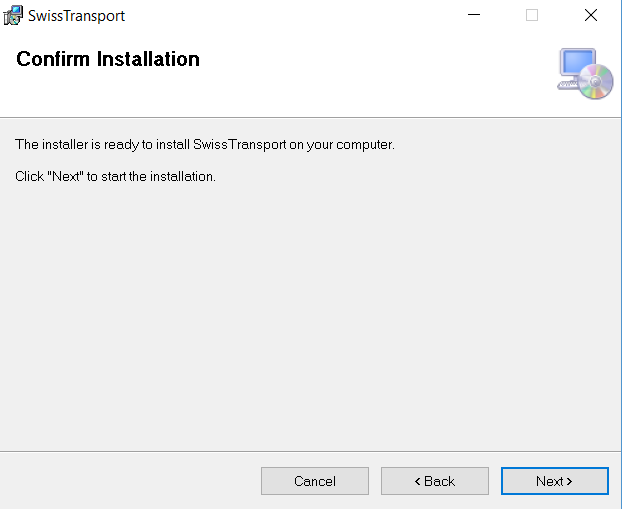 SwissTransport
Confirm Installation
The installer is ready to install SwissTransport on your computer.
Click "Next" to start the installation.
Cancel
< Back
Next >